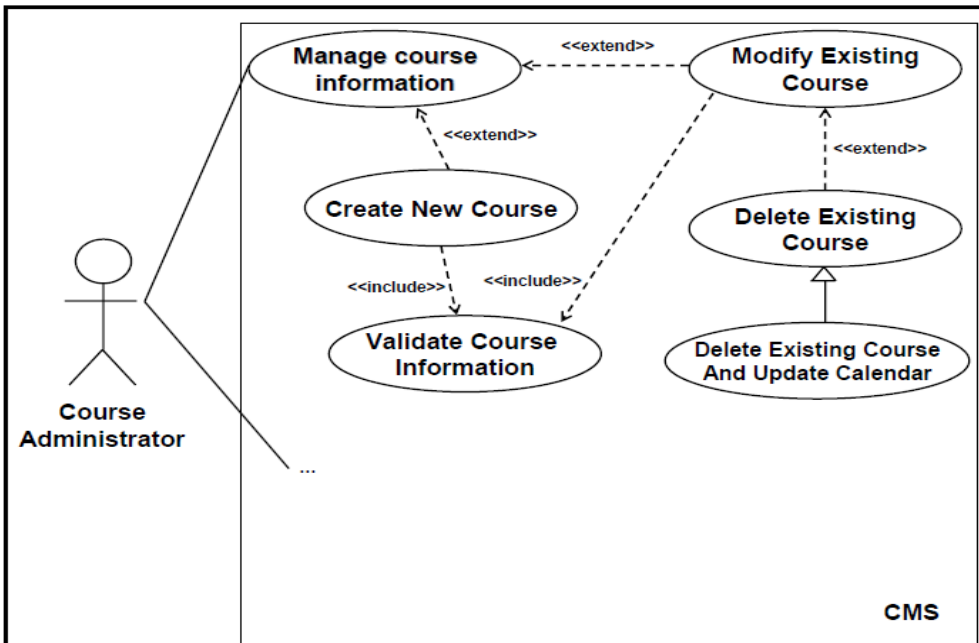 Manage course
information
<<extend>>
Modify Existing
Course
<<extend>>
<<extend>>
Create New Course
Delete Existing
Course
<<include>>
<<include>>
Validate Course
Information
Delete Existing Course
And Update Calendar
Course
Administrator
...
CMS